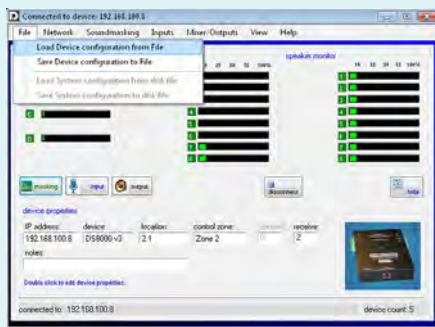 Connected to device: 192.168.100.8
File Network Soundmasking Inputs Mixer/Outputs View Help
Load Device configuration from File
Save Device configuration to File
Load System configuration from disk file
Save System configuration to disk file
speaker monitor
C
D
masking input output disconnect help
device properties
IP address: device: location: control zone: receive:
192.168.100.8 DS8000 v3 2.1 Zone 2 2
notes:
Double click to edit device properties.
connected to: 192.168.100.8 device count: 5